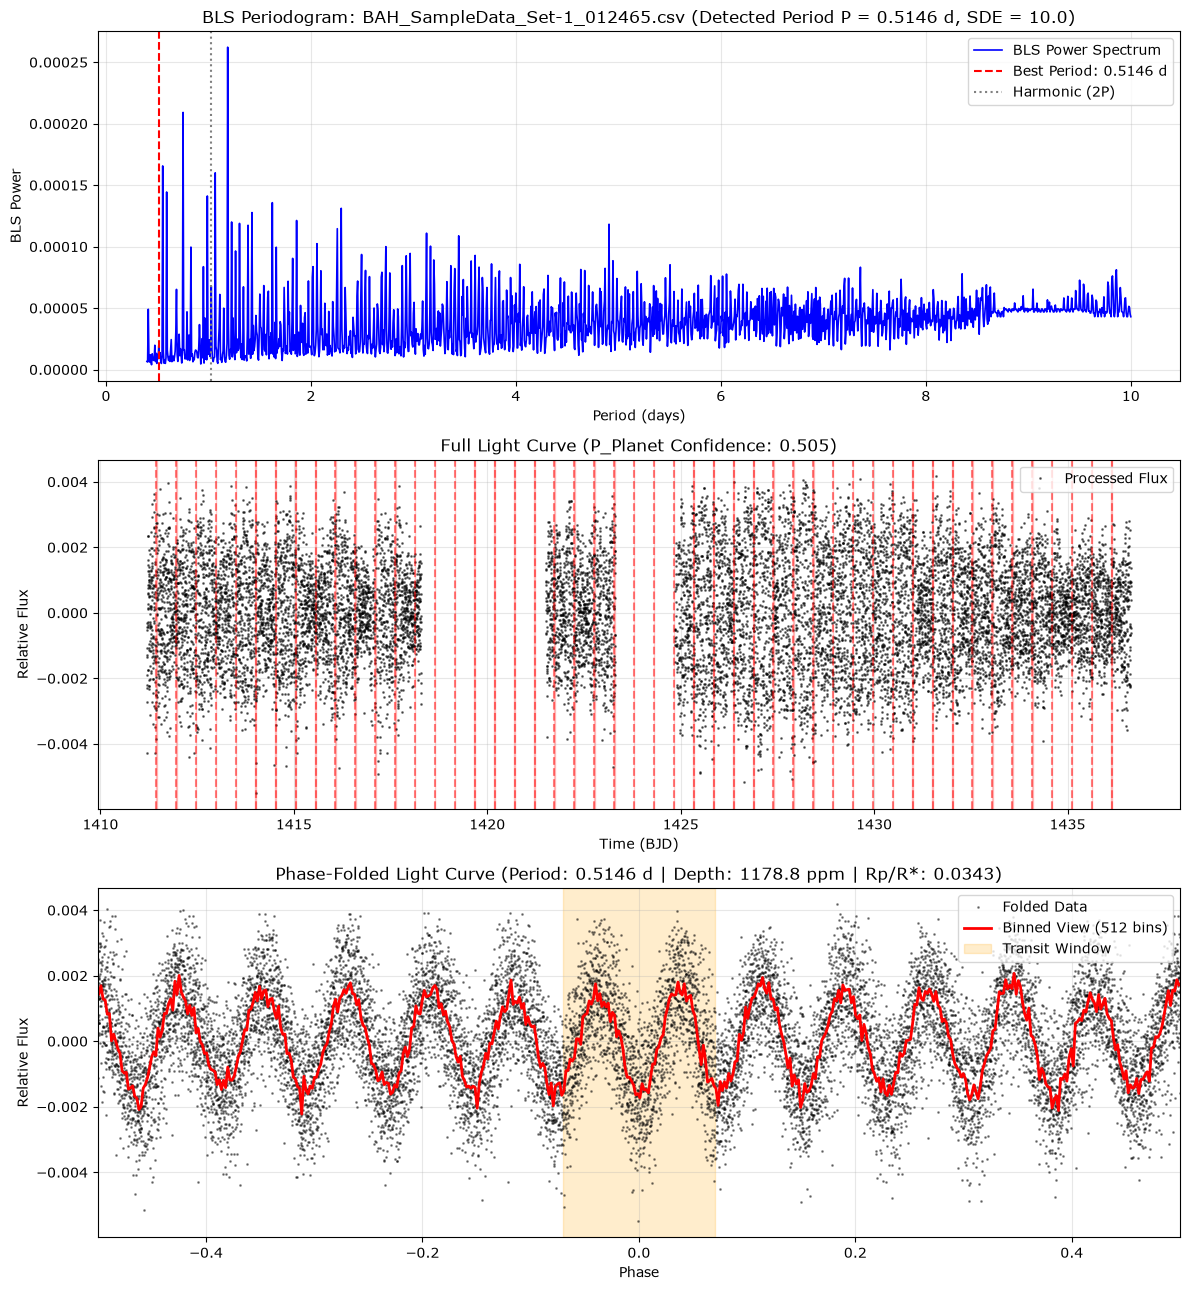 BLS Periodogram: BAH_SampleData_Set-1_012465.csv (Detected Period P = 0.5146 d, SDE = 10.0)
BLS Power
0.00025
0.00020
0.00015
0.00010
0.00005
0.00000
BLS Power Spectrum
Best Period: 0.5146 d
Harmonic (2P)
0 2 4 6 8 10
Period (days)
Full Light Curve (P_Planet Confidence: 0.505)
Relative Flux
0.004
0.002
0.000
−0.002
−0.004
Processed Flux
1410 1415 1420 1425 1430 1435
Time (BJD)
Phase-Folded Light Curve (Period: 0.5146 d | Depth: 1178.8 ppm | Rp/R*: 0.0343)
Relative Flux
0.004
0.002
0.000
−0.002
−0.004
Folded Data
Binned View (512 bins)
Transit Window
−0.4 −0.2 0.0 0.2 0.4
Phase